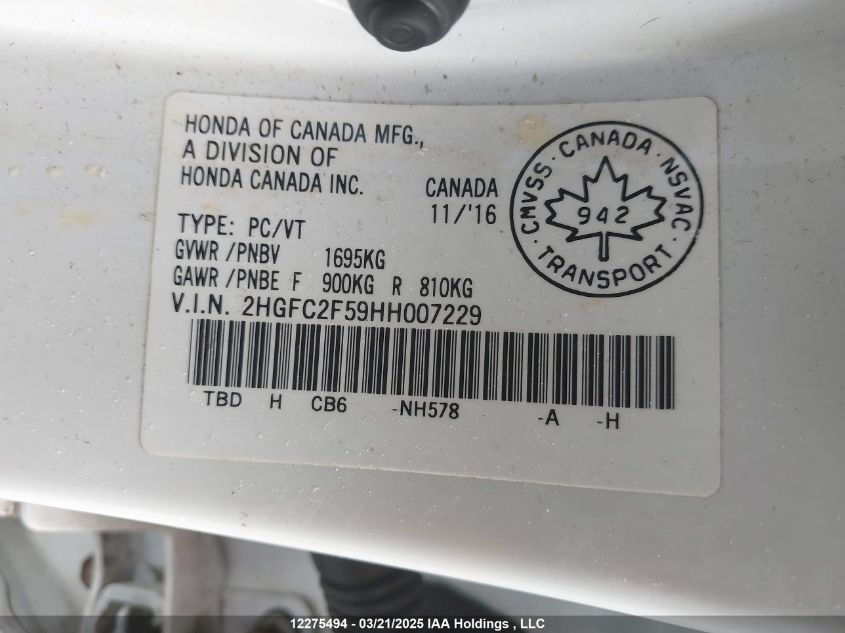 HONDA OF CANADA MFG.,
A DIVISION OF
HONDA CANADA INC.
CANADA
11/'16
TYPE: PC/VT
GVWR /PNBV 1695KG
GAWR /PNBE F 900KG R 810KG
V.I.N. 2HGFC2F59HH007229
TBD H CB6 -NH578 -A -H
CMVSS · CANADA · NSVAC
942
· TRANSPORT ·
12275494 - 03/21/2025 IAA Holdings , LLC